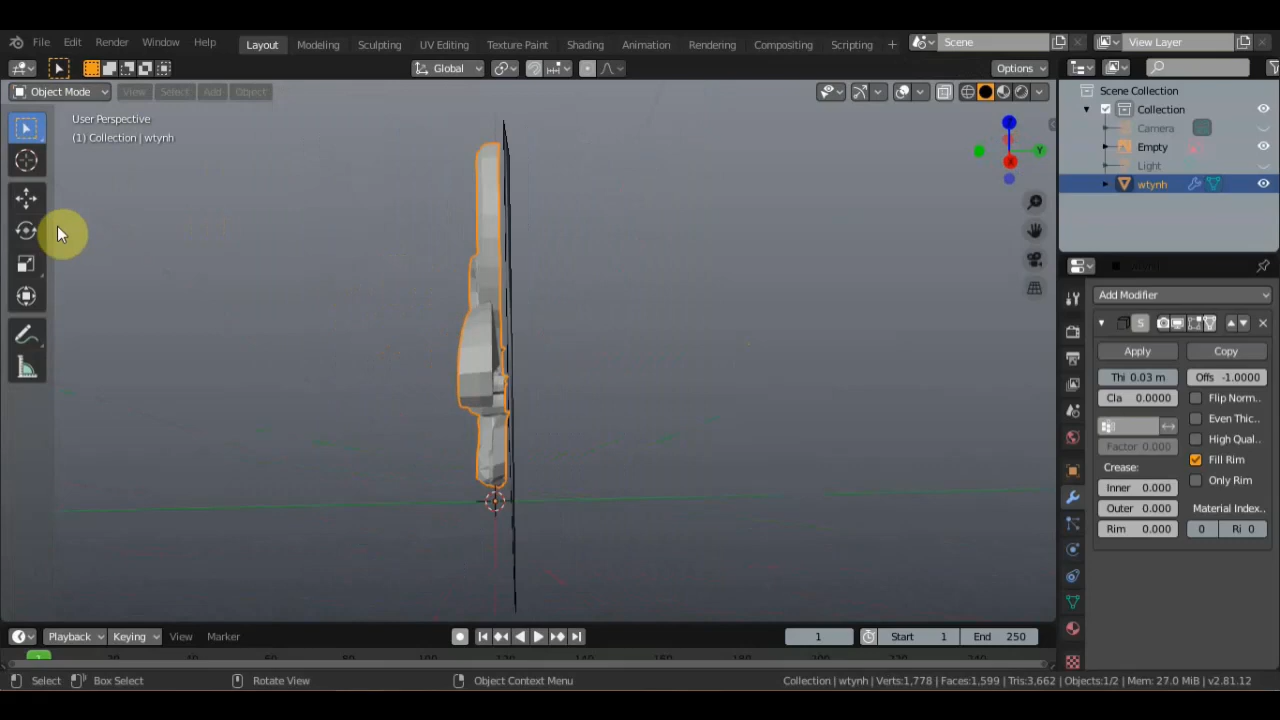 File Edit Render Window Help Layout Modeling Sculpting UV Editing Texture Paint Shading Animation Rendering Compositing Scripting + Scene View Layer
Global Options
Object Mode View Select Add Object
Scene Collection
Collection
Camera
Empty
Light
wtynh
User Perspective
(1) Collection | wtynh
Z
Y
X
Add Modifier
S
Apply Copy
Thi 0.03 m Offs -1.0000
Cla 0.0000 Flip Norm..
Even Thic..
Factor 0.000 High Qual..
Crease: Fill Rim
Inner 0.000 Only Rim
Outer 0.000 Material Index..
Rim 0.000 0 Ri 0
Playback Keying View Marker 1 Start 1 End 250
Select Box Select Rotate View Object Context Menu Collection | wtynh | Verts:1,778 | Faces:1,599 | Tris:3,662 | Objects:1/2 | Mem: 27.0 MiB | v2.81.12